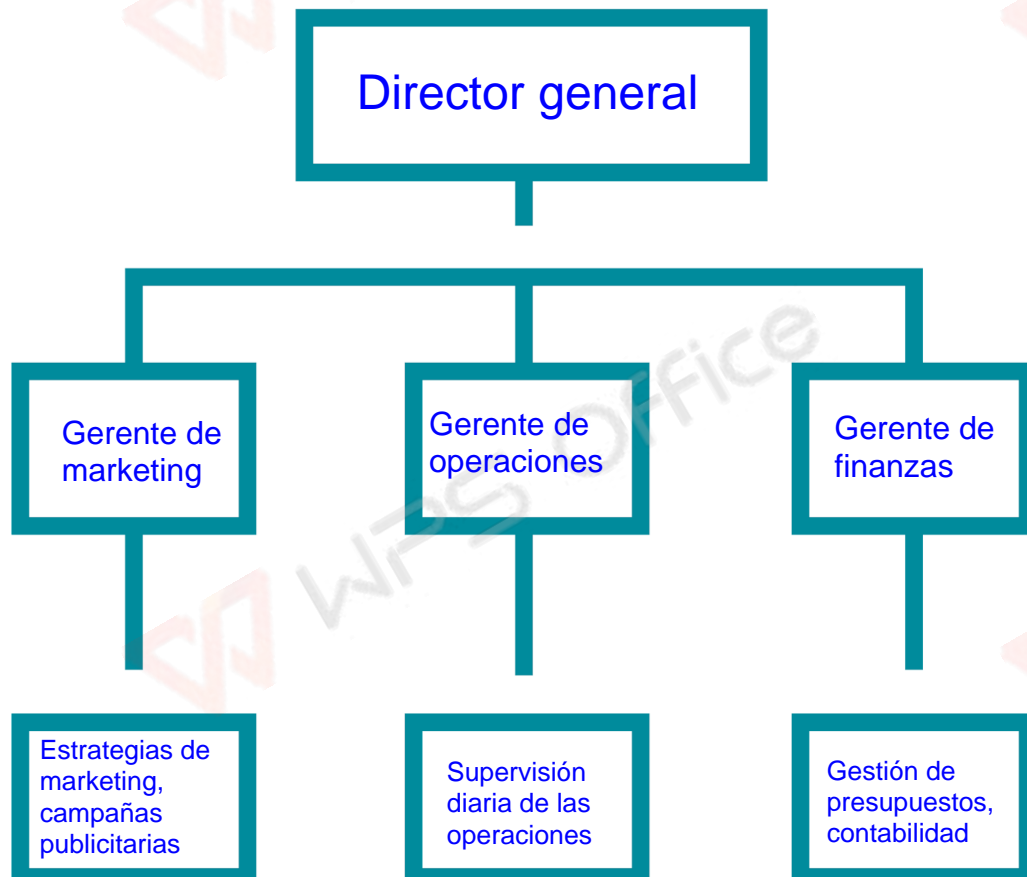 Director general
Gerente de
marketing
Gerente de
operaciones
Gerente de
finanzas
WPS Office
Estrategias de
marketing,
campañas
publicitarias
Supervisión
diaria de las
operaciones
Gestión de
presupuestos,
contabilidad